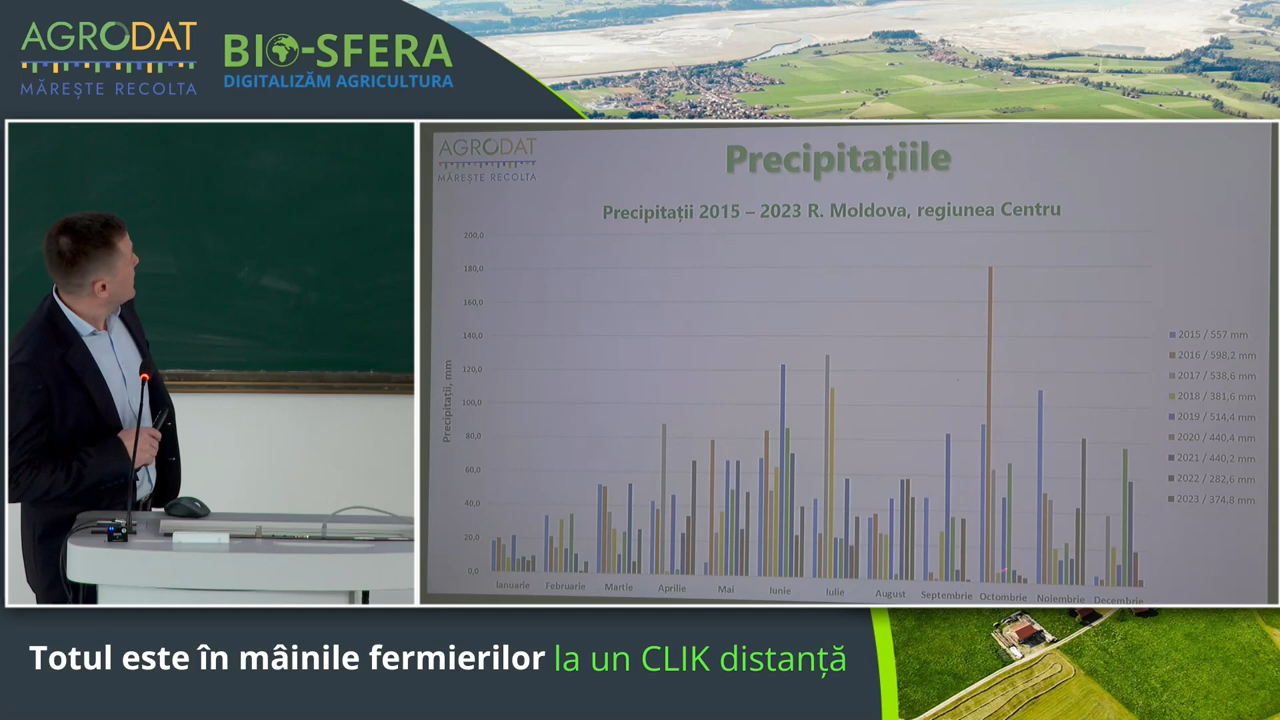 AGRODAT
MĂREȘTE RECOLTA
BIO-SFERA
DIGITALIZĂM AGRICULTURA
AGRODAT
MĂREȘTE RECOLTA
Precipitațiile
Precipitații 2015 – 2023 R. Moldova, regiunea Centru
Precipitații, mm
200,0
180,0
160,0
140,0
120,0
100,0
80,0
60,0
40,0
20,0
0,0
Ianuarie Februarie Martie Aprilie Mai Iunie Iulie August Septembrie Octombrie Noiembrie Decembrie
2015 / 557 mm
2016 / 598,2 mm
2017 / 538,6 mm
2018 / 381,6 mm
2019 / 514,4 mm
2020 / 440,4 mm
2021 / 440,2 mm
2022 / 282,6 mm
2023 / 374,8 mm
Totul este în mâinile fermierilor la un CLIK distanță